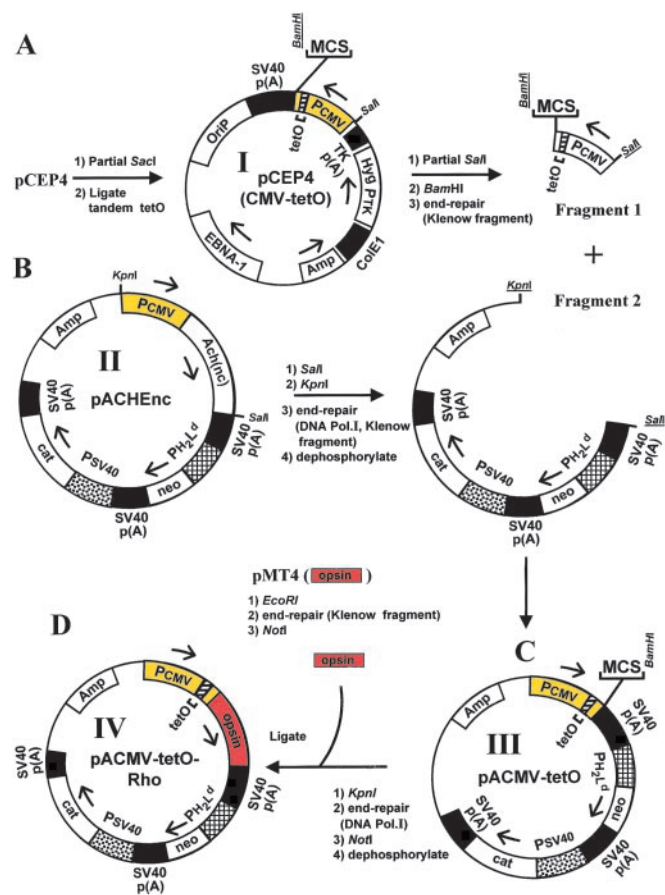 A
BamHI
MCS
SV40
p(A)
PCMV
SalI
tetO
TK
p(A)
OriP
I
pCEP4
(CMV-tetO)
Hyg PTK
EBNA-1
Amp
ColE1
pCEP4
1) Partial SacI
2) Ligate
tandem tetO
1) Partial SalI
2) BamHI
3) end-repair
(Klenow fragment)
BamHI
MCS
tetO
PCMV
SalI
Fragment 1
+
Fragment 2
B
KpnI
PCMV
Amp
Ach(nc)
II
pACHEnc
SalI
SV40
p(A)
SV40
p(A)
PH2Ld
PSV40
cat
neo
SV40
p(A)
1) SalI
2) KpnI
3) end-repair
(DNA Pol.I, Klenow
fragment)
4) dephosphorylate
KpnI
Amp
SV40
p(A)
SalI
SV40
p(A)
PH2Ld
PSV40
cat
neo
SV40
p(A)
pMT4 ( opsin )
1) EcoRI
2) end-repair (Klenow fragment)
3) NotI
opsin
Ligate
1) KpnI
2) end-repair
(DNA Pol.I)
3) NotI
4) dephosphorylate
C
BamHI
MCS
PCMV
tetO
Amp
SV40
p(A)
III
pACMV-tetO
PH2Ld
neo
SV40
p(A)
PSV40
cat
SV40
p(A)
D
PCMV
tetO
Amp
opsin
IV
pACMV-tetO-
Rho
SV40
p(A)
SV40
p(A)
PH2Ld
PSV40
cat
neo
SV40
p(A)